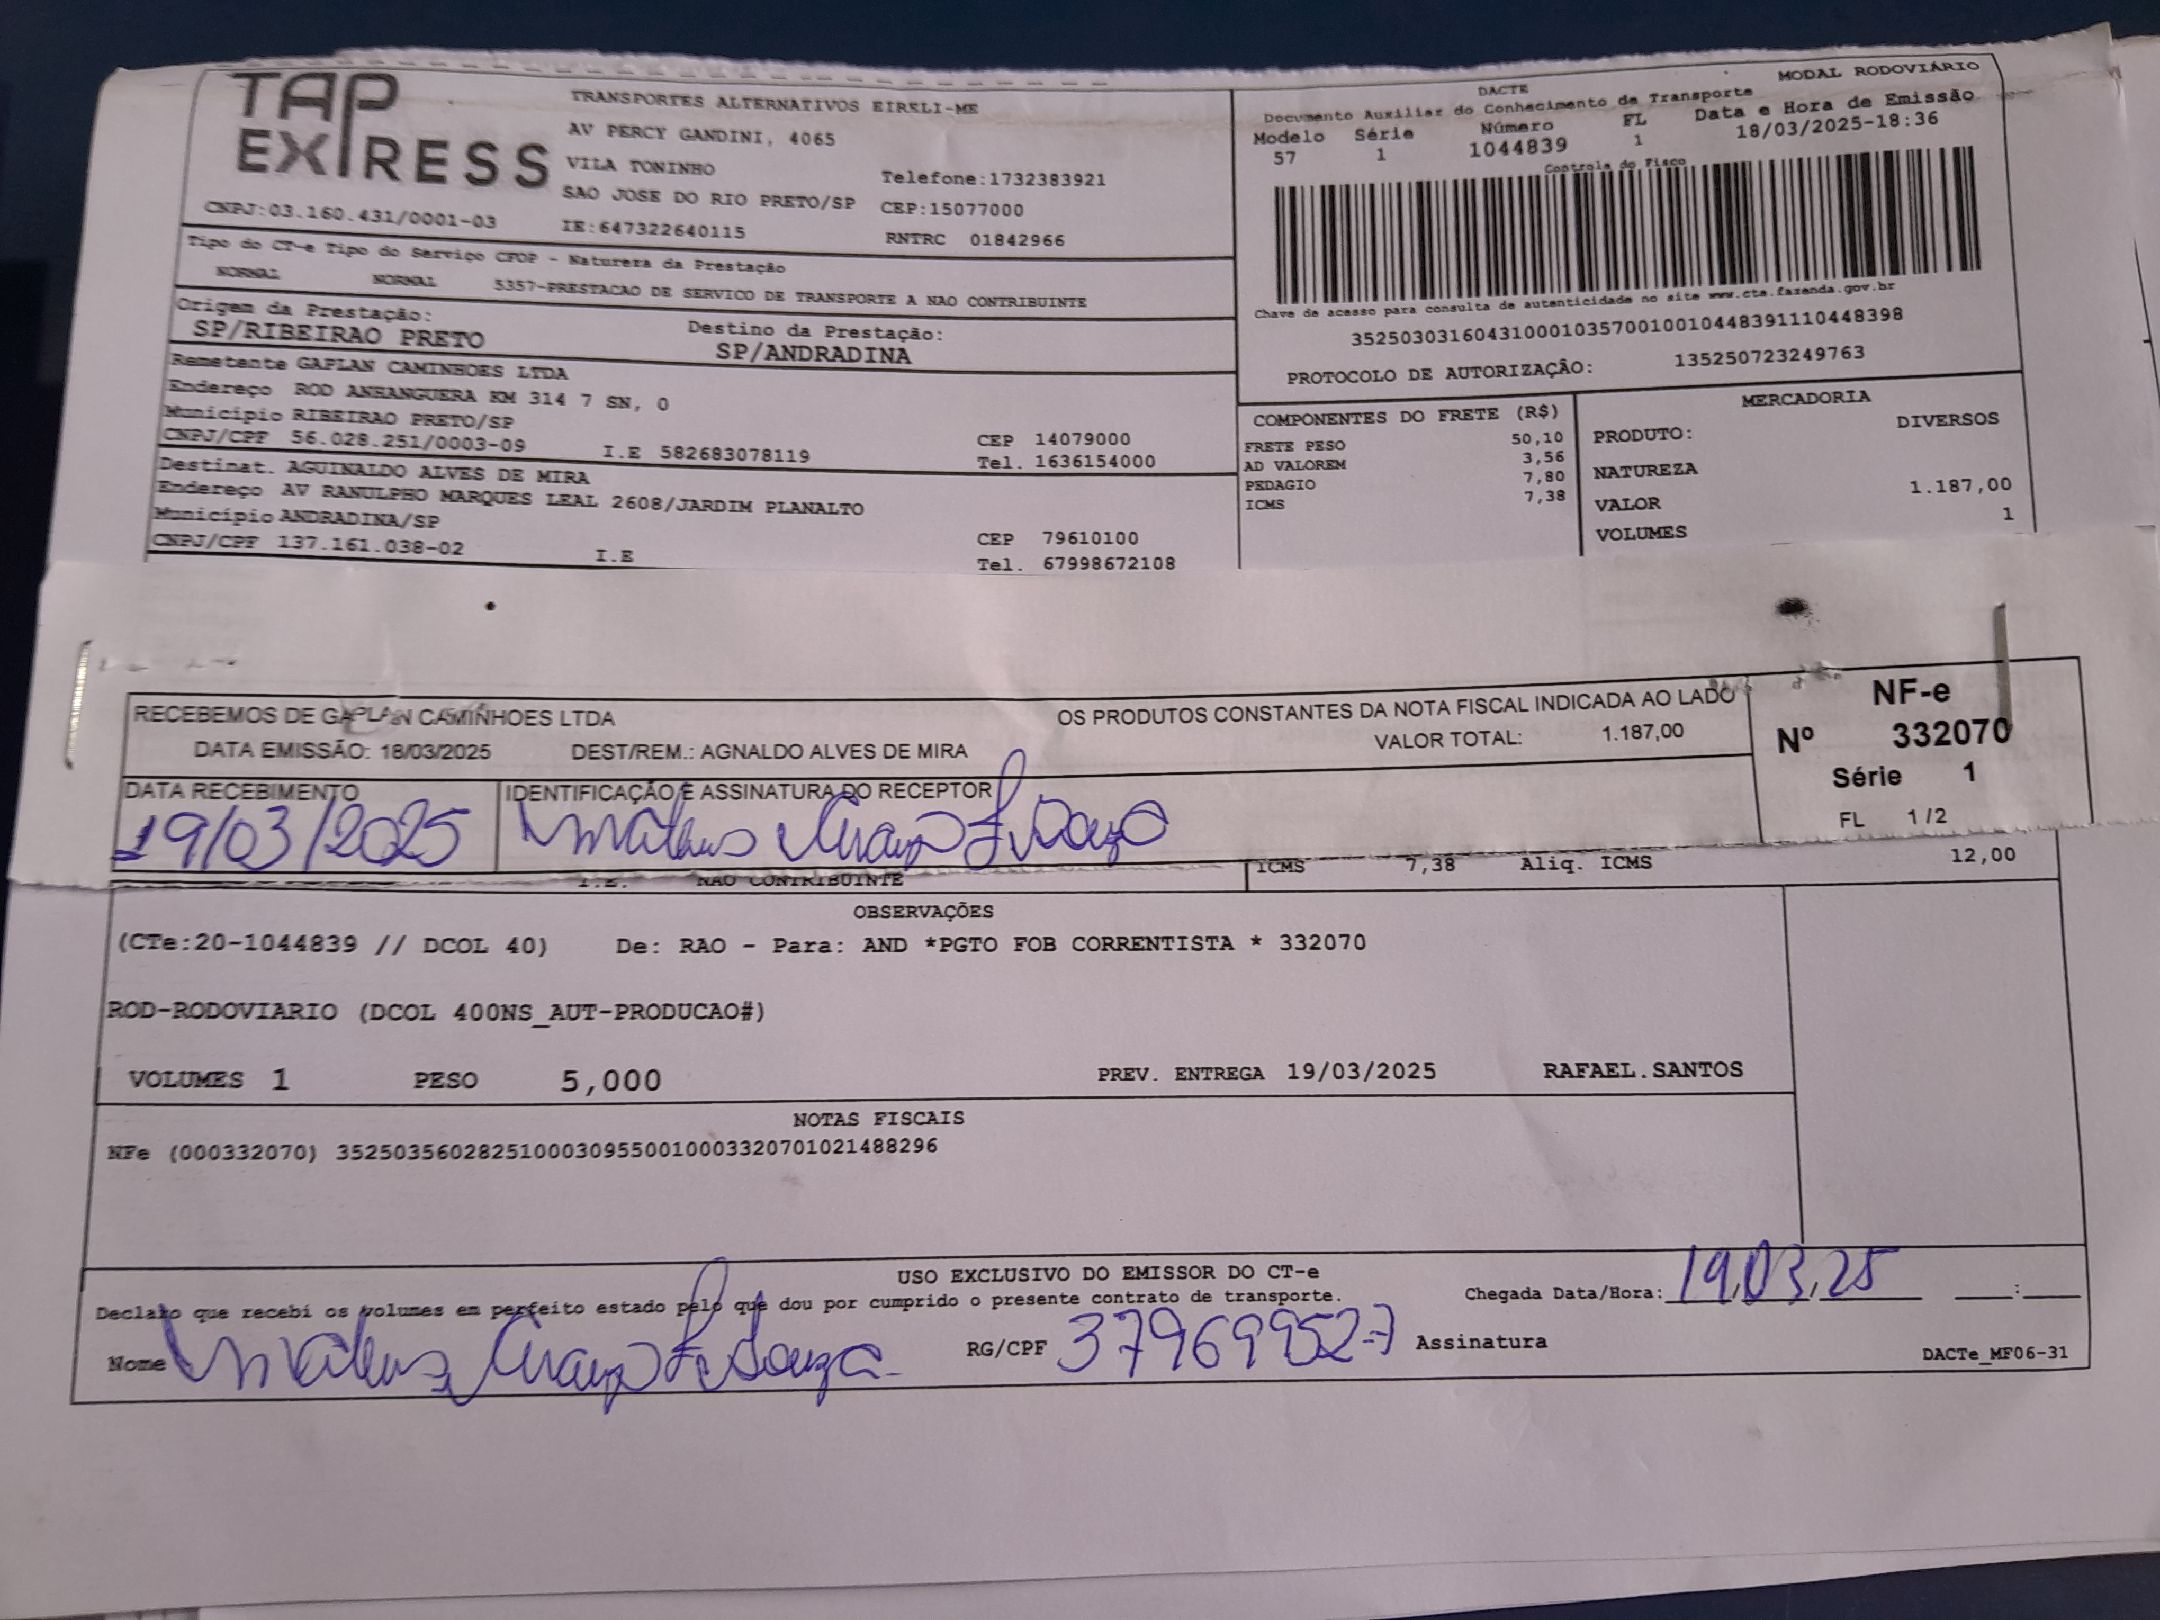 TAP EXPRESS
TRANSPORTES ALTERNATIVOS EIRELI-ME
AV PERCY GANDINI, 4065
VILA TONINHO
Telefone:1732383921
SAO JOSE DO RIO PRETO/SP CEP:15077000
CNPJ:03.160.431/0001-03 IE:647322640115 RNTRC 01842966
Tipo do CT-e Tipo do Serviço CFOP - Natureza da Prestação
NORMAL NORMAL 5357-PRESTACAO DE SERVICO DE TRANSPORTE A NAO CONTRIBUINTE
Origem da Prestação: Destino da Prestação:
SP/RIBEIRAO PRETO SP/ANDRADINA
Remetente GAPLAN CAMINHOES LTDA
Endereço ROD ANHANGUERA KM 314 7 SN, 0
Município RIBEIRAO PRETO/SP CEP 14079000
CNPJ/CPF 56.028.251/0003-09 I.E 582683078119 Tel. 1636154000
Destinat. AGUINALDO ALVES DE MIRA
Endereço AV RANULPHO MARQUES LEAL 2608/JARDIM PLANALTO
Município ANDRADINA/SP CEP 79610100
CNPJ/CPF 137.161.038-02 I.E Tel. 67998672108
DACTE MODAL RODOVIÁRIO
Documento Auxiliar do Conhecimento de Transporte
Modelo Série Número FL Data e Hora de Emissão
57 1 1044839 1 18/03/2025-18:36
Controle do Fisco
Chave de acesso para consulta de autenticidade no site www.cte.fazenda.gov.br
35250303160431000103570010010448391110448398
PROTOCOLO DE AUTORIZAÇÃO: 135250723249763
COMPONENTES DO FRETE (R$)
FRETE PESO 50,10
AD VALOREM 3,56
PEDAGIO 7,80
ICMS 7,38
MERCADORIA
PRODUTO: DIVERSOS
NATUREZA
VALOR 1.187,00
VOLUMES 1
RECEBEMOS DE GAPLAN CAMINHOES LTDA OS PRODUTOS CONSTANTES DA NOTA FISCAL INDICADA AO LADO
DATA EMISSÃO: 18/03/2025 DEST/REM.: AGNALDO ALVES DE MIRA VALOR TOTAL: 1.187,00
DATA RECEBIMENTO IDENTIFICAÇÃO E ASSINATURA DO RECEPTOR
19/03/2025 Mateus
NF-e
Nº 332070
Série 1
FL 1/2
I.E. NAO CONTRIBUINTE ICMS 7,38 Aliq. ICMS 12,00
OBSERVAÇÕES
(CTe:20-1044839 // DCOL 40) De: RAO - Para: AND *PGTO FOB CORRENTISTA * 332070
ROD-RODOVIARIO (DCOL 400NS_AUT-PRODUCAO#)
VOLUMES 1 PESO 5,000 PREV. ENTREGA 19/03/2025 RAFAEL.SANTOS
NOTAS FISCAIS
NFe (000332070) 35250356028251000309550010003320701021488296
USO EXCLUSIVO DO EMISSOR DO CT-e
Declaro que recebi os volumes em perfeito estado pelo que dou por cumprido o presente contrato de transporte. Chegada Data/Hora: 19/03/25 :
Nome Mateus Souza RG/CPF 37969952-7 Assinatura
DACTe_MF06-31